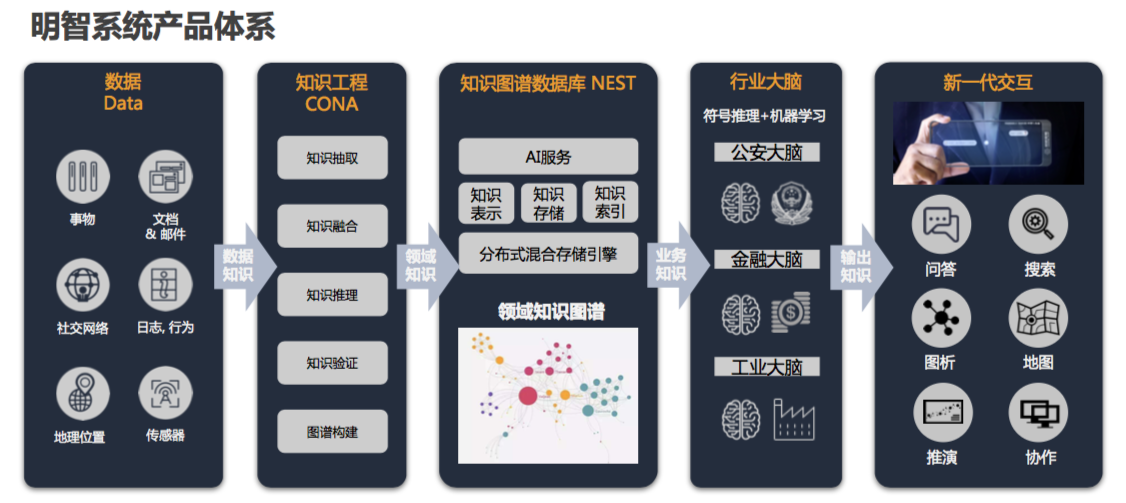 明智系统产品体系
数据
Data
事物
文档
& 邮件
社交网络
日志, 行为
地理位置
传感器
数据
知识
知识工程
CONA
知识抽取
知识融合
知识推理
知识验证
图谱构建
领域
知识
知识图谱数据库 NEST
AI服务
知识
表示
知识
存储
知识
索引
分布式混合存储引擎
领域知识图谱
业务
知识
行业大脑
符号推理+机器学习
公安大脑
金融大脑
工业大脑
输出
知识
新一代交互
问答
搜索
图析
地图
推演
协作